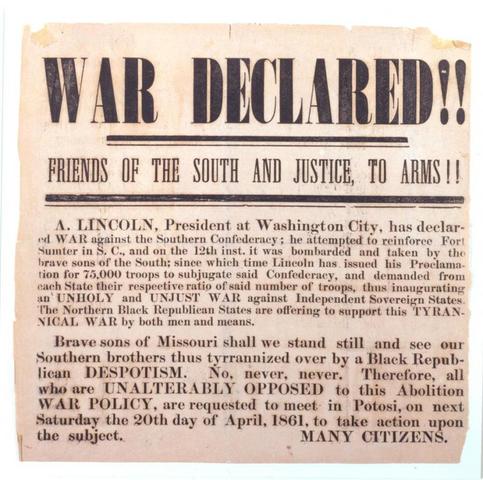 WAR DECLARED!!
FRIENDS OF THE SOUTH AND JUSTICE, TO ARMS!!
A. LINCOLN, President at Washington City, has declar-
ed WAR against the Southern Confederacy; he attempted to reinforce Fort
Sumter in S. C., and on the 12th inst. it was bombarded and taken by the
brave sons of the South; since which time Lincoln has issued his Proclama-
tion for 75,000 troops to subjugate said Confederacy, and demanded from
each State their respective ratio of said number of troops, thus inaugurating
an UNHOLY and UNJUST WAR against Independent Sovereign States.
The Northern Black Republican States are offering to support this TYRAN-
NICAL WAR by both men and means.
Brave sons of Missouri shall we stand still and see our
Southern brothers thus tyrrannized over by a Black Repub-
lican DESPOTISM. No, never, never. Therefore, all
who are UNALTERABLY OPPOSED to this Abolition
WAR POLICY, are requested to meet in Potosi, on next
Saturday the 20th day of April, 1861, to take action upon
the subject. MANY CITIZENS.